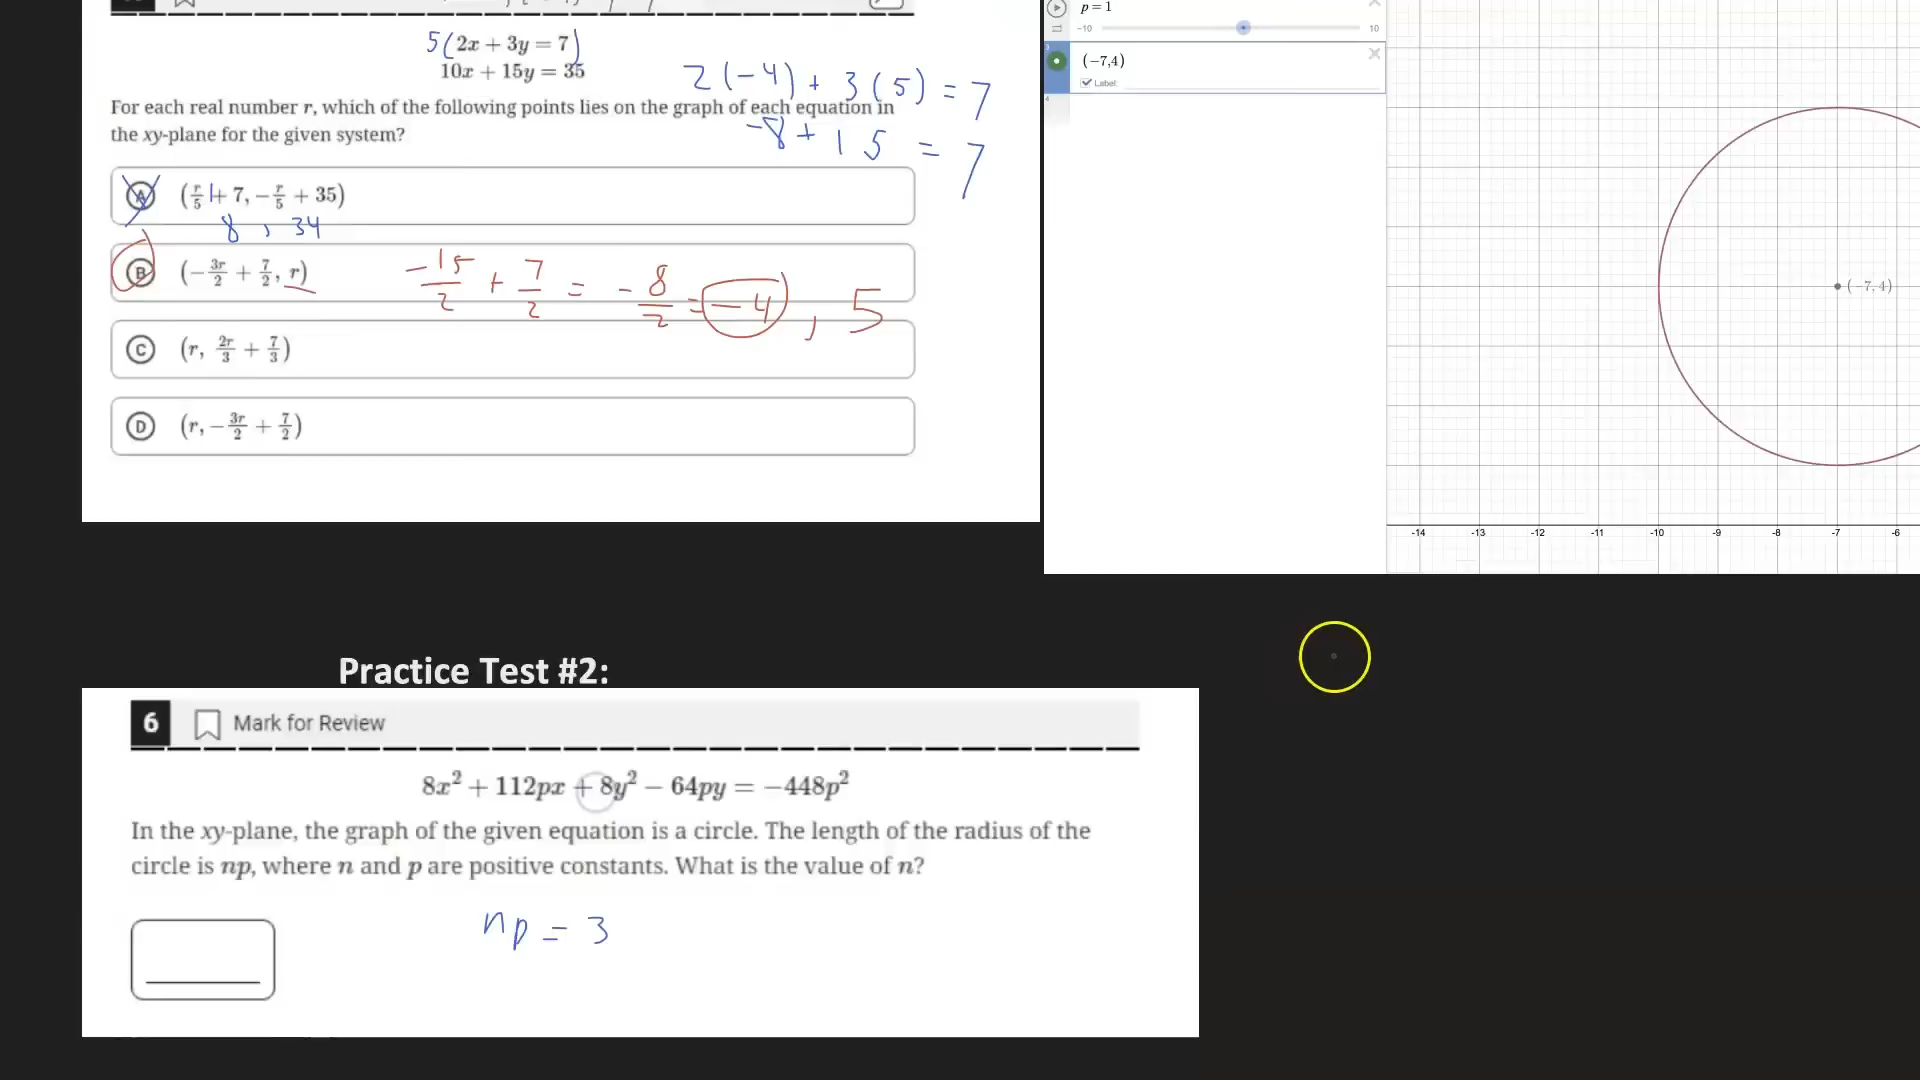 5(2x + 3y = 7)
10x + 15y = 35
2(-4) + 3(5) = 7
For each real number r, which of the following points lies on the graph of each equation in
the xy-plane for the given system?
-8 + 15 = 7
A (r/5 + 7, -r/5 + 35)
8, 34
B (-3r/2 + 7/2, r)
-15/2 + 7/2 = -8/2 = -4, 5
C (r, 2r/3 + 7/3)
D (r, -3r/2 + 7/2)
p = 1
-10 10
3
(-7,4)
Label
4
(-7, 4)
-14 -13 -12 -11 -10 -9 -8 -7 -6
Practice Test #2:
6 Mark for Review
8x² + 112px + 8y² − 64py = −448p²
In the xy-plane, the graph of the given equation is a circle. The length of the radius of the
circle is np, where n and p are positive constants. What is the value of n?
np = 3